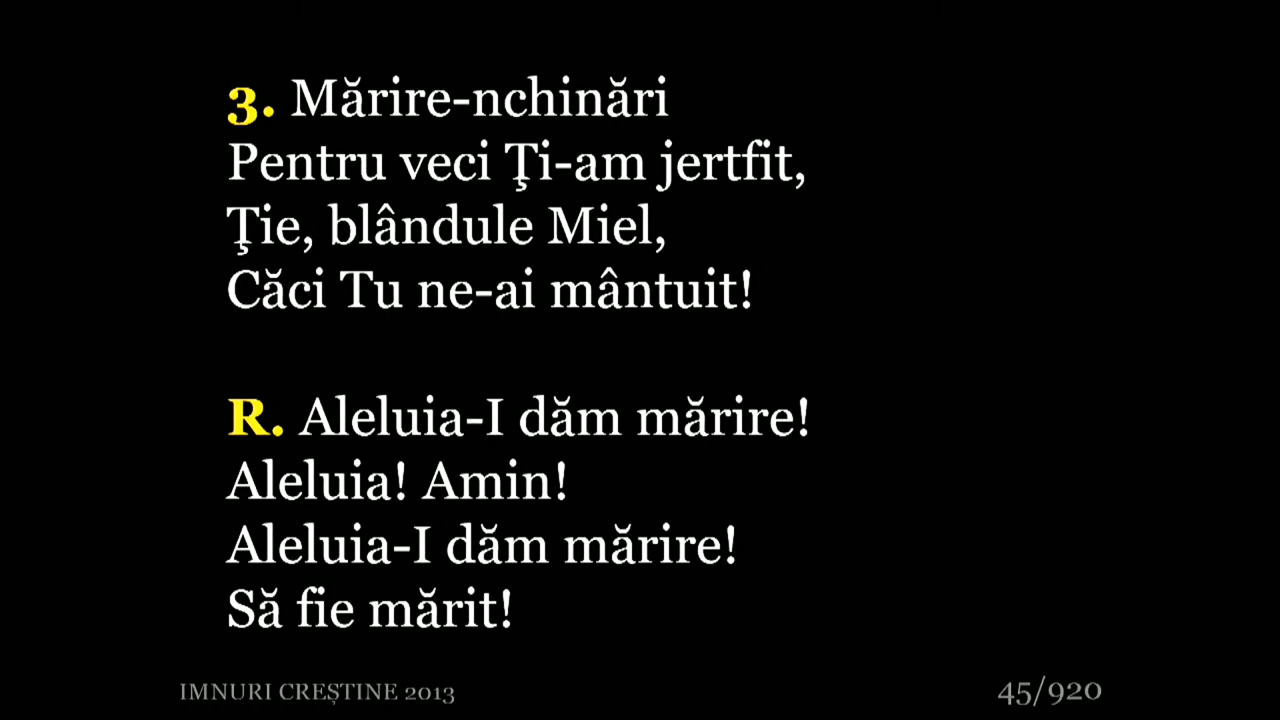 3. Mărire-nchinări
Pentru veci Ţi-am jertfit,
Ţie, blândule Miel,
Căci Tu ne-ai mântuit!
R. Aleluia-I dăm mărire!
Aleluia! Amin!
Aleluia-I dăm mărire!
Să fie mărit!
IMNURI CREȘTINE 2013
45/920